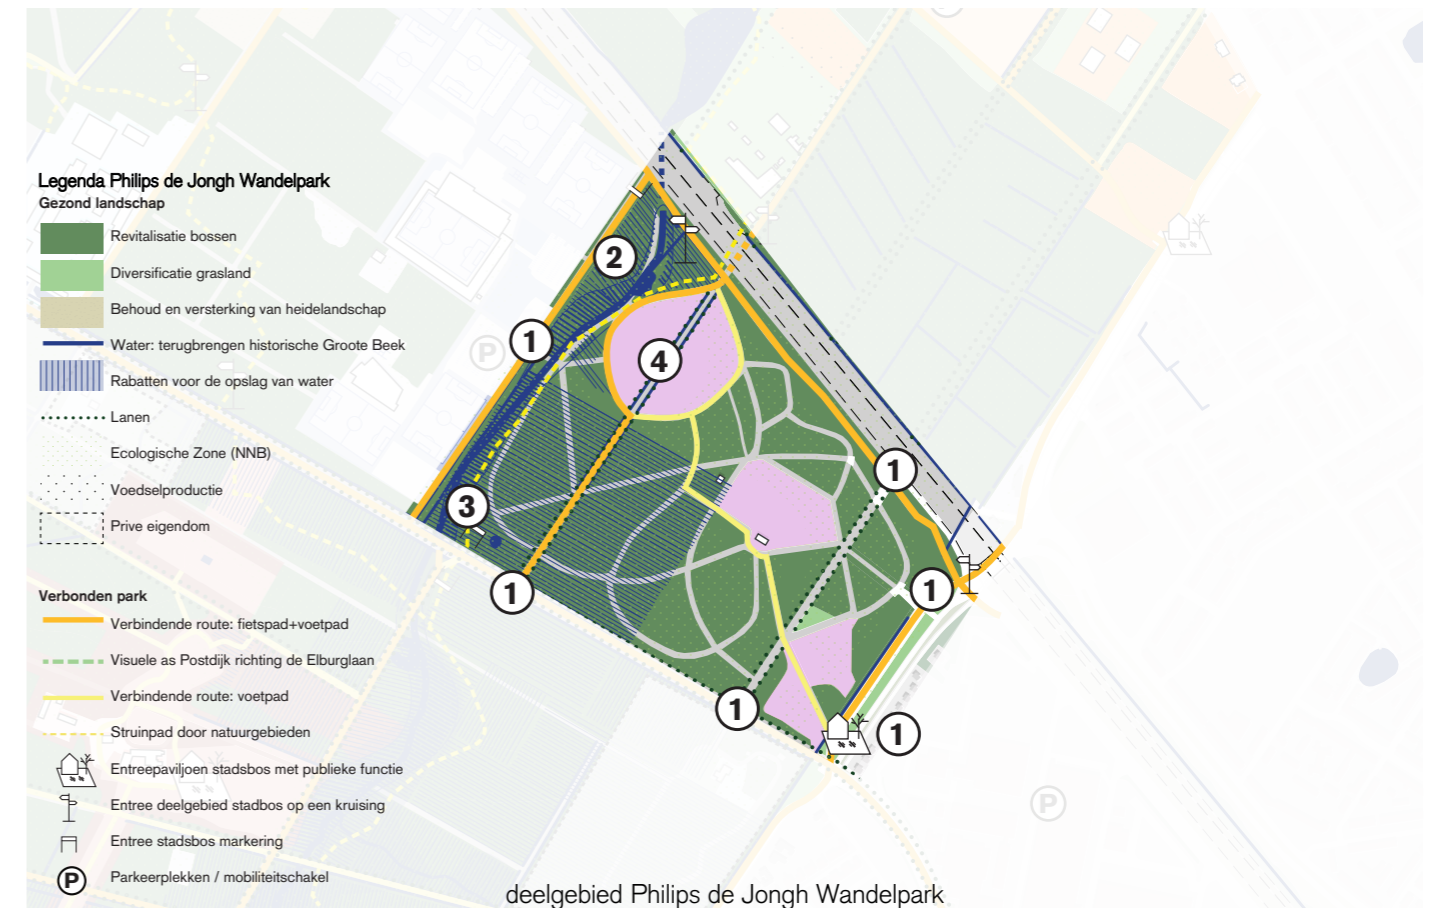 Legenda Philips de Jongh Wandelpark
Gezond landschap
Revitalisatie bossen
Diversificatie grasland
Behoud en versterking van heidelandschap
Water: terugbrengen historische Groote Beek
Rabatten voor de opslag van water
Lanen
Ecologische Zone (NNB)
Voedselproductie
Prive eigendom
Verbonden park
Verbindende route: fietspad+voetpad
Visuele as Postdijk richting de Elburglaan
Verbindende route: voetpad
Struinpad door natuurgebieden
Entreepaviljoen stadsbos met publieke functie
Entree deelgebied stadbos op een kruising
Entree stadsbos markering
P
Parkeerplekken / mobiliteitschakel
2
1
P
4
3
1
1
1
1
1
P
deelgebied Philips de Jongh Wandelpark